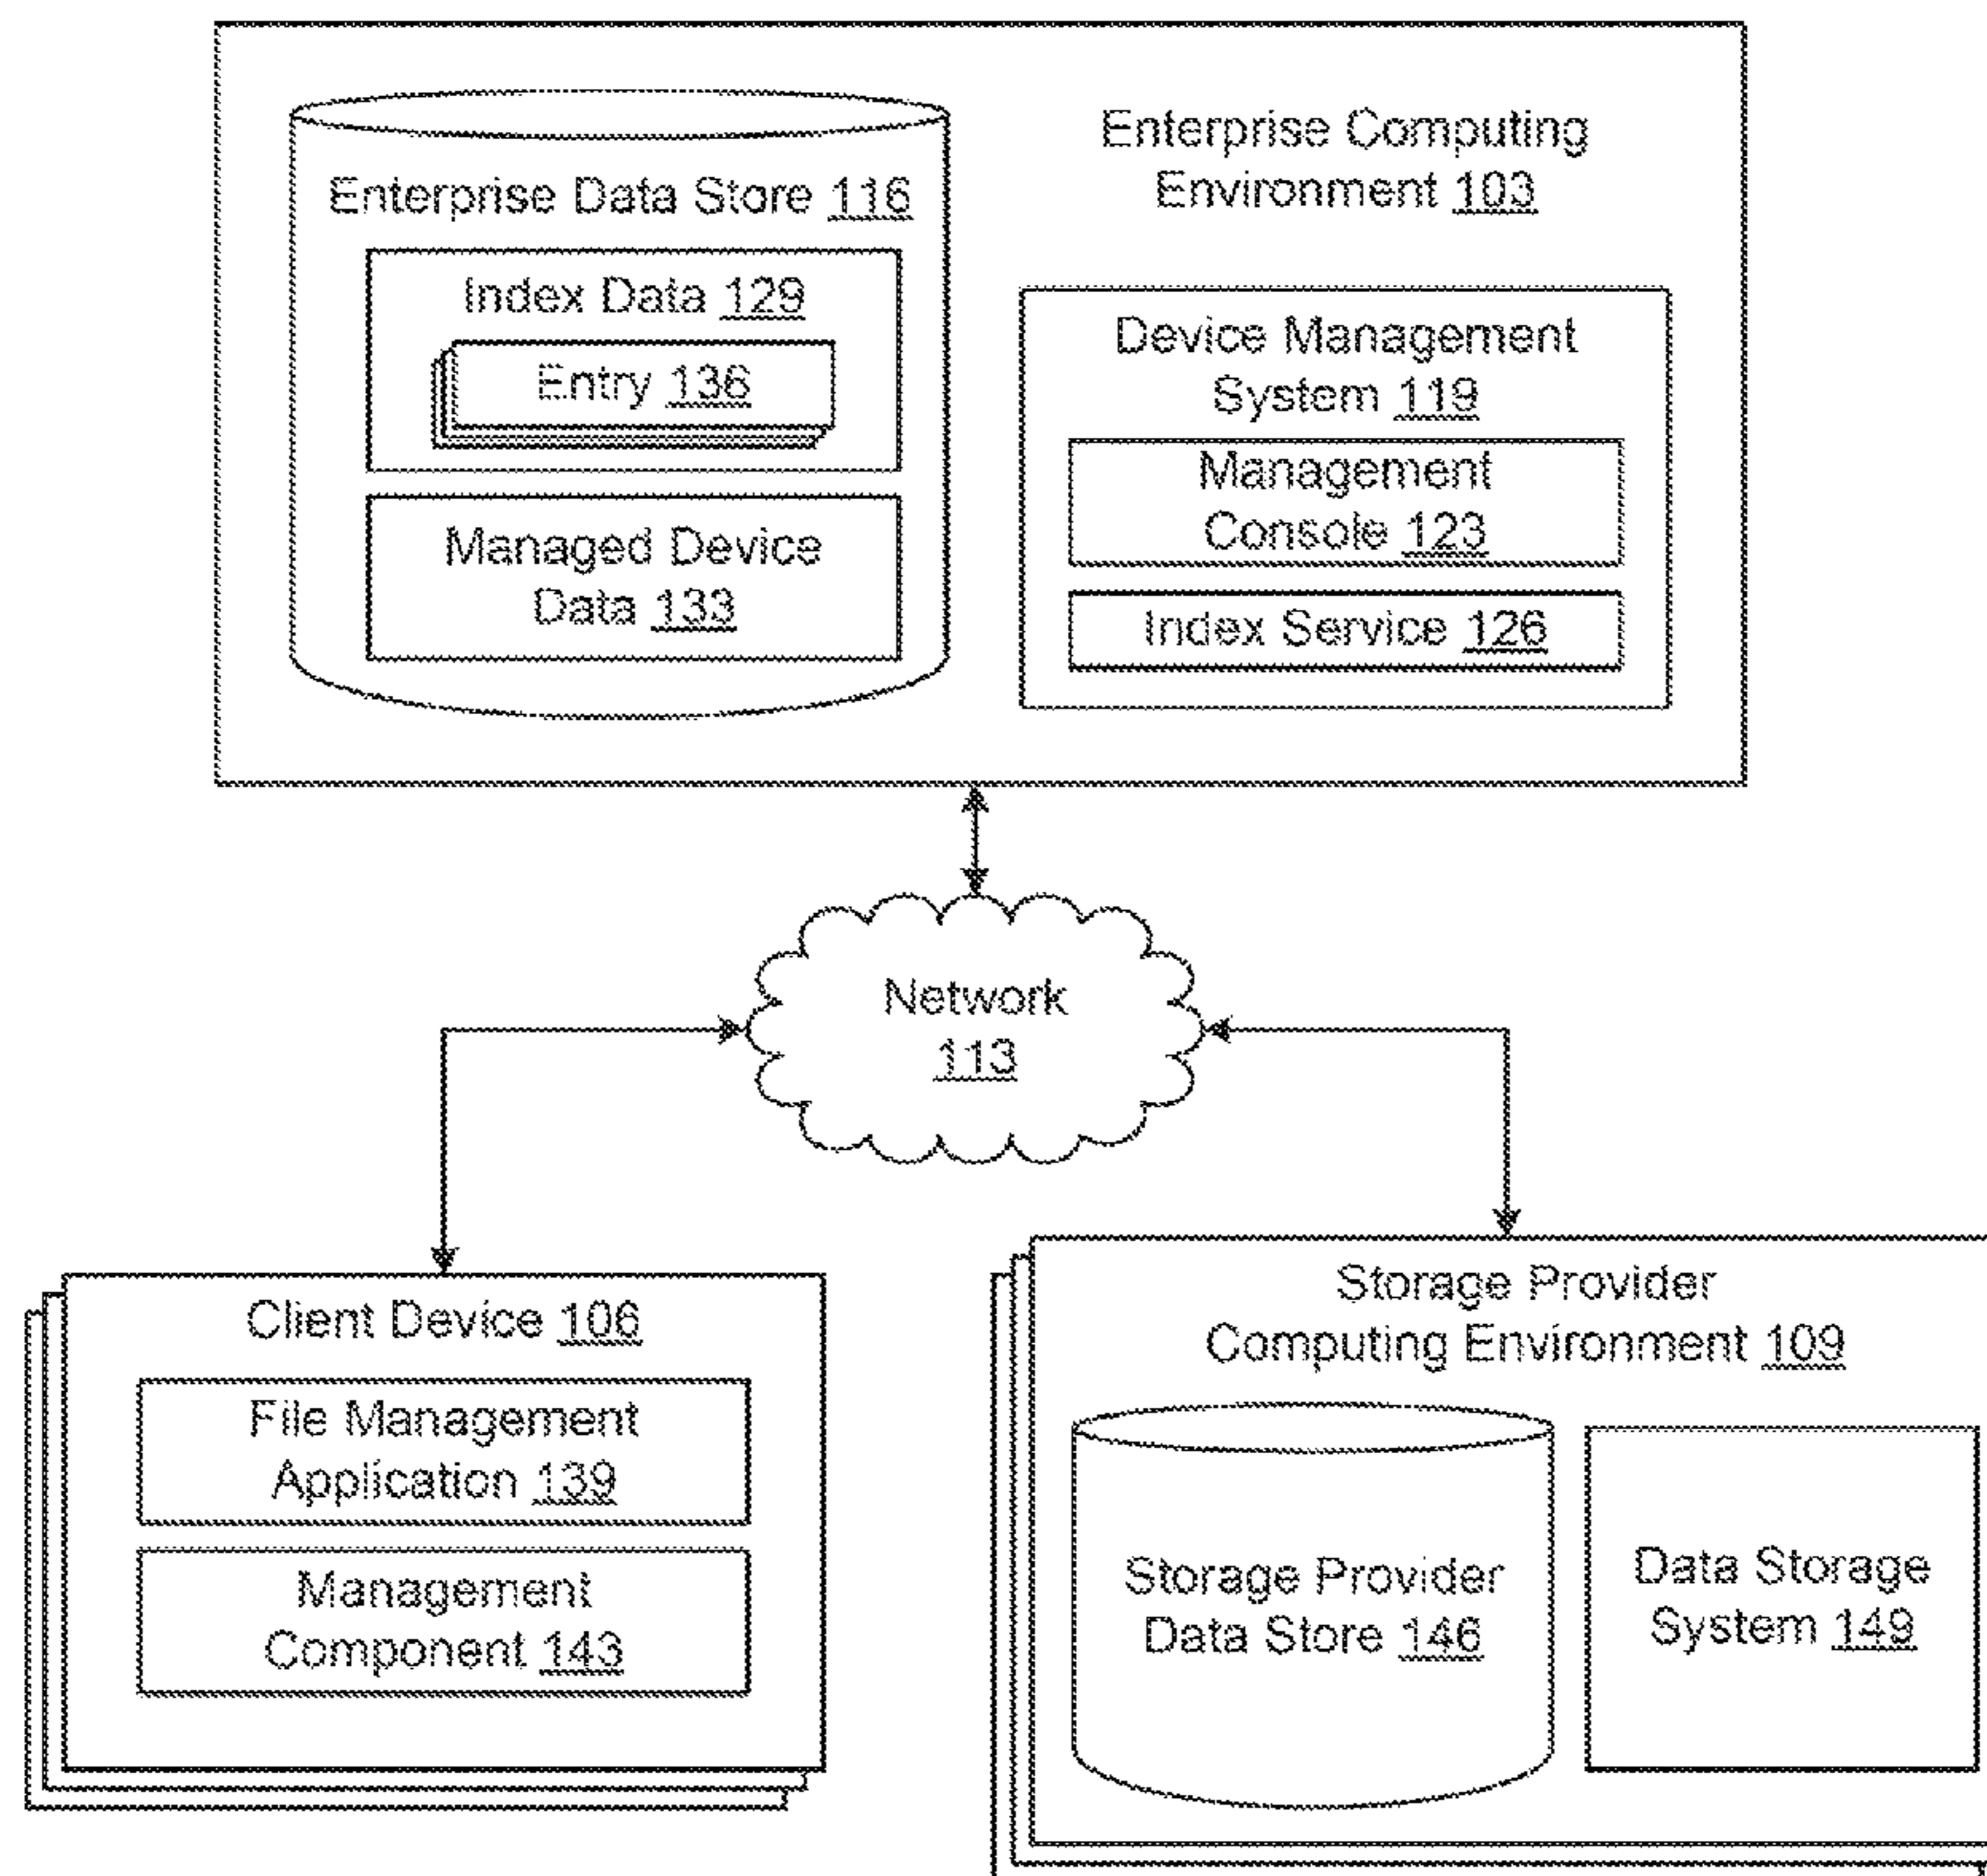 Enterprise Computing
Environment 103
Enterprise Data Store 116
Index Data 129
Entry 136
Managed Device
Data 133
Device Management
System 119
Management
Console 123
Index Service 126
Network
113
Client Device 106
File Management
Application 139
Management
Component 143
Storage Provider
Computing Environment 109
Storage Provider
Data Store 146
Data Storage
System 149